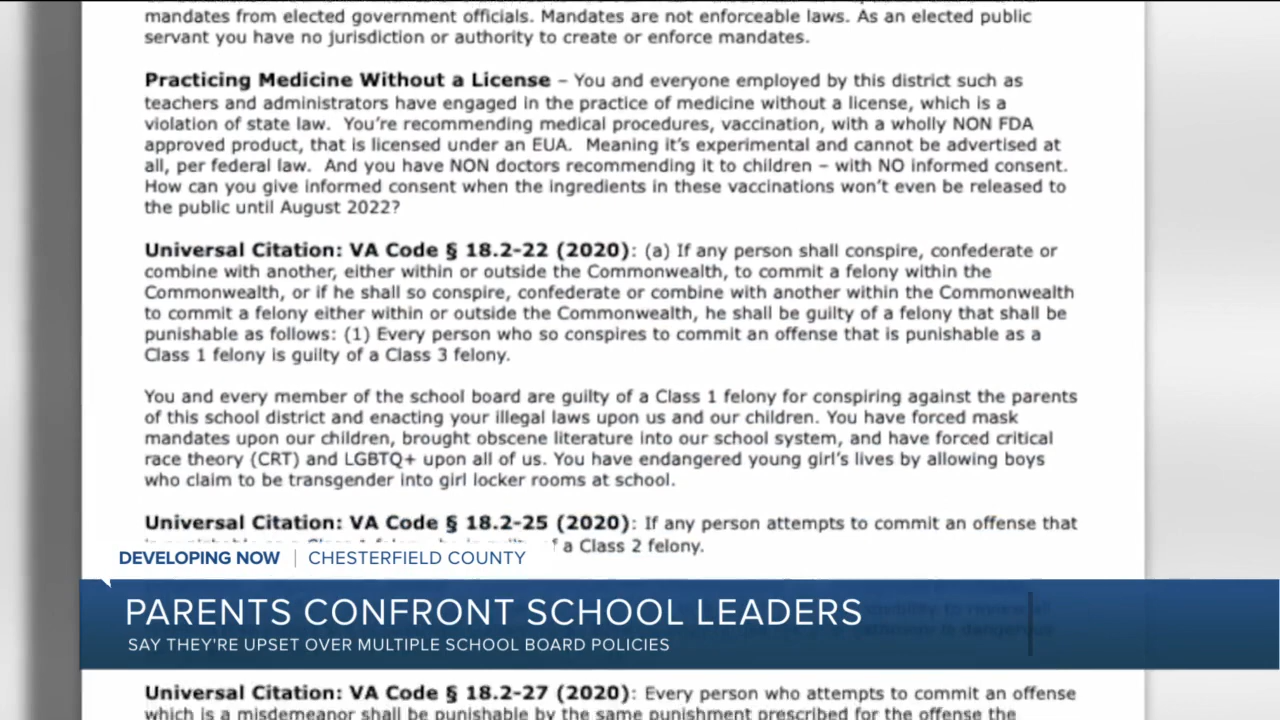 mandates from elected government officials. Mandates are not enforceable laws. As an elected public
servant you have no jurisdiction or authority to create or enforce mandates.
Practicing Medicine Without a License – You and everyone employed by this district such as
teachers and administrators have engaged in the practice of medicine without a license, which is a
violation of state law. You're recommending medical procedures, vaccination, with a wholly NON FDA
approved product, that is licensed under an EUA. Meaning it's experimental and cannot be advertised at
all, per federal law. And you have NON doctors recommending it to children – with NO informed consent.
How can you give informed consent when the ingredients in these vaccinations won't even be released to
the public until August 2022?
Universal Citation: VA Code § 18.2-22 (2020): (a) If any person shall conspire, confederate or
combine with another, either within or outside the Commonwealth, to commit a felony within the
Commonwealth, or if he shall so conspire, confederate or combine with another within the Commonwealth
to commit a felony either within or outside the Commonwealth, he shall be guilty of a felony that shall be
punishable as follows: (1) Every person who so conspires to commit an offense that is punishable as a
Class 1 felony is guilty of a Class 3 felony.
You and every member of the school board are guilty of a Class 1 felony for conspiring against the parents
of this school district and enacting your illegal laws upon us and our children. You have forced mask
mandates upon our children, brought obscene literature into our school system, and have forced critical
race theory (CRT) and LGBTQ+ upon all of us. You have endangered young girl's lives by allowing boys
who claim to be transgender into girl locker rooms at school.
Universal Citation: VA Code § 18.2-25 (2020): If any person attempts to commit an offense that
a Class 2 felony.
DEVELOPING NOW | CHESTERFIELD COUNTY
PARENTS CONFRONT SCHOOL LEADERS
SAY THEY'RE UPSET OVER MULTIPLE SCHOOL BOARD POLICIES
Universal Citation: VA Code § 18.2-27 (2020): Every person who attempts to commit an offense
which is a misdemeanor shall be punishable by the same punishment prescribed for the offense the